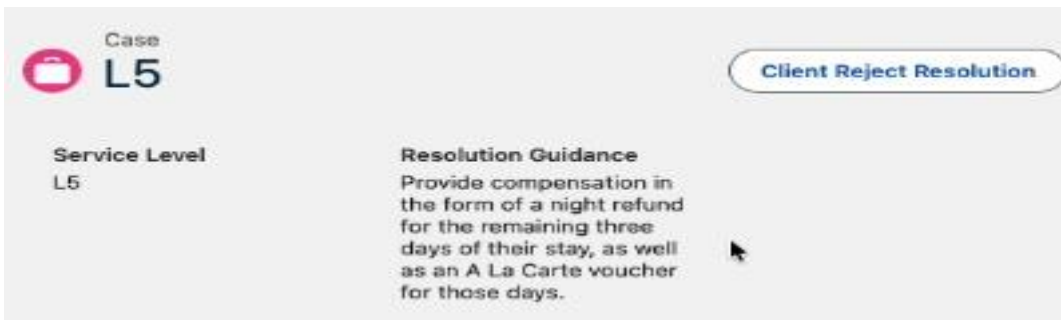 Case
L5
Client Reject Resolution
Service Level
L5
Resolution Guidance
Provide compensation in
the form of a night refund
for the remaining three
days of their stay, as well
as an A La Carte voucher
for those days.